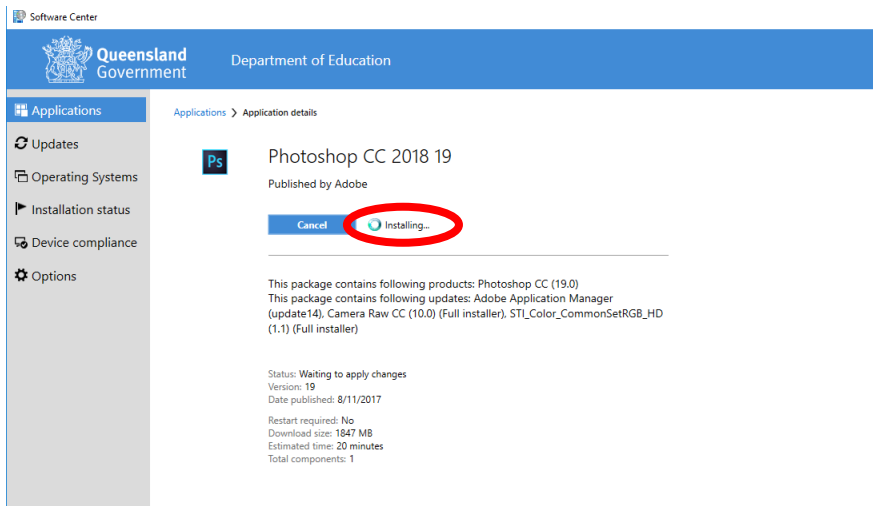 Software Center
Queensland
Government
Department of Education
Applications
Updates
Operating Systems
Installation status
Device compliance
Options
Applications > Application details
Ps
Photoshop CC 2018 19
Published by Adobe
Cancel
Installing...
This package contains following products: Photoshop CC (19.0)
This package contains following updates: Adobe Application Manager
(update14), Camera Raw CC (10.0) (Full installer), STI_Color_CommonSetRGB_HD
(1.1) (Full installer)
Status: Waiting to apply changes
Version: 19
Date published: 8/11/2017
Restart required: No
Download size: 1847 MB
Estimated time: 20 minutes
Total components: 1